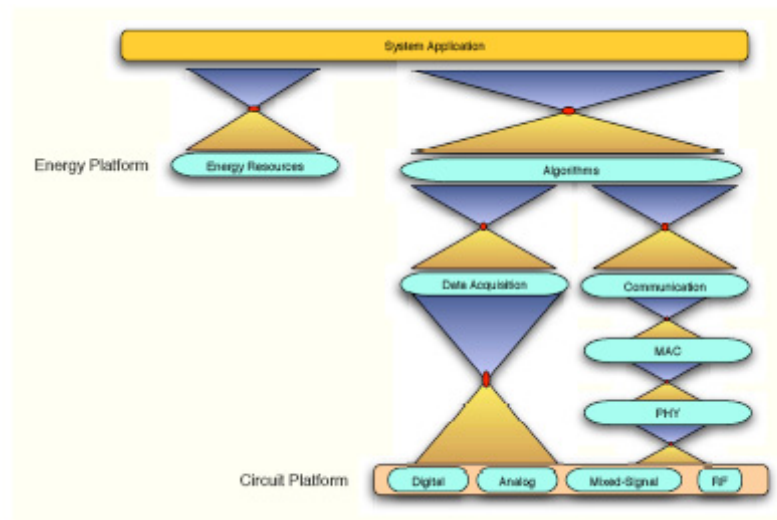 System Application
Energy Platform
Energy Resources
Algorithms
Data Acquisition
Communication
MAC
PHY
Circuit Platform
Digital
Analog
Mixed-Signal
RF